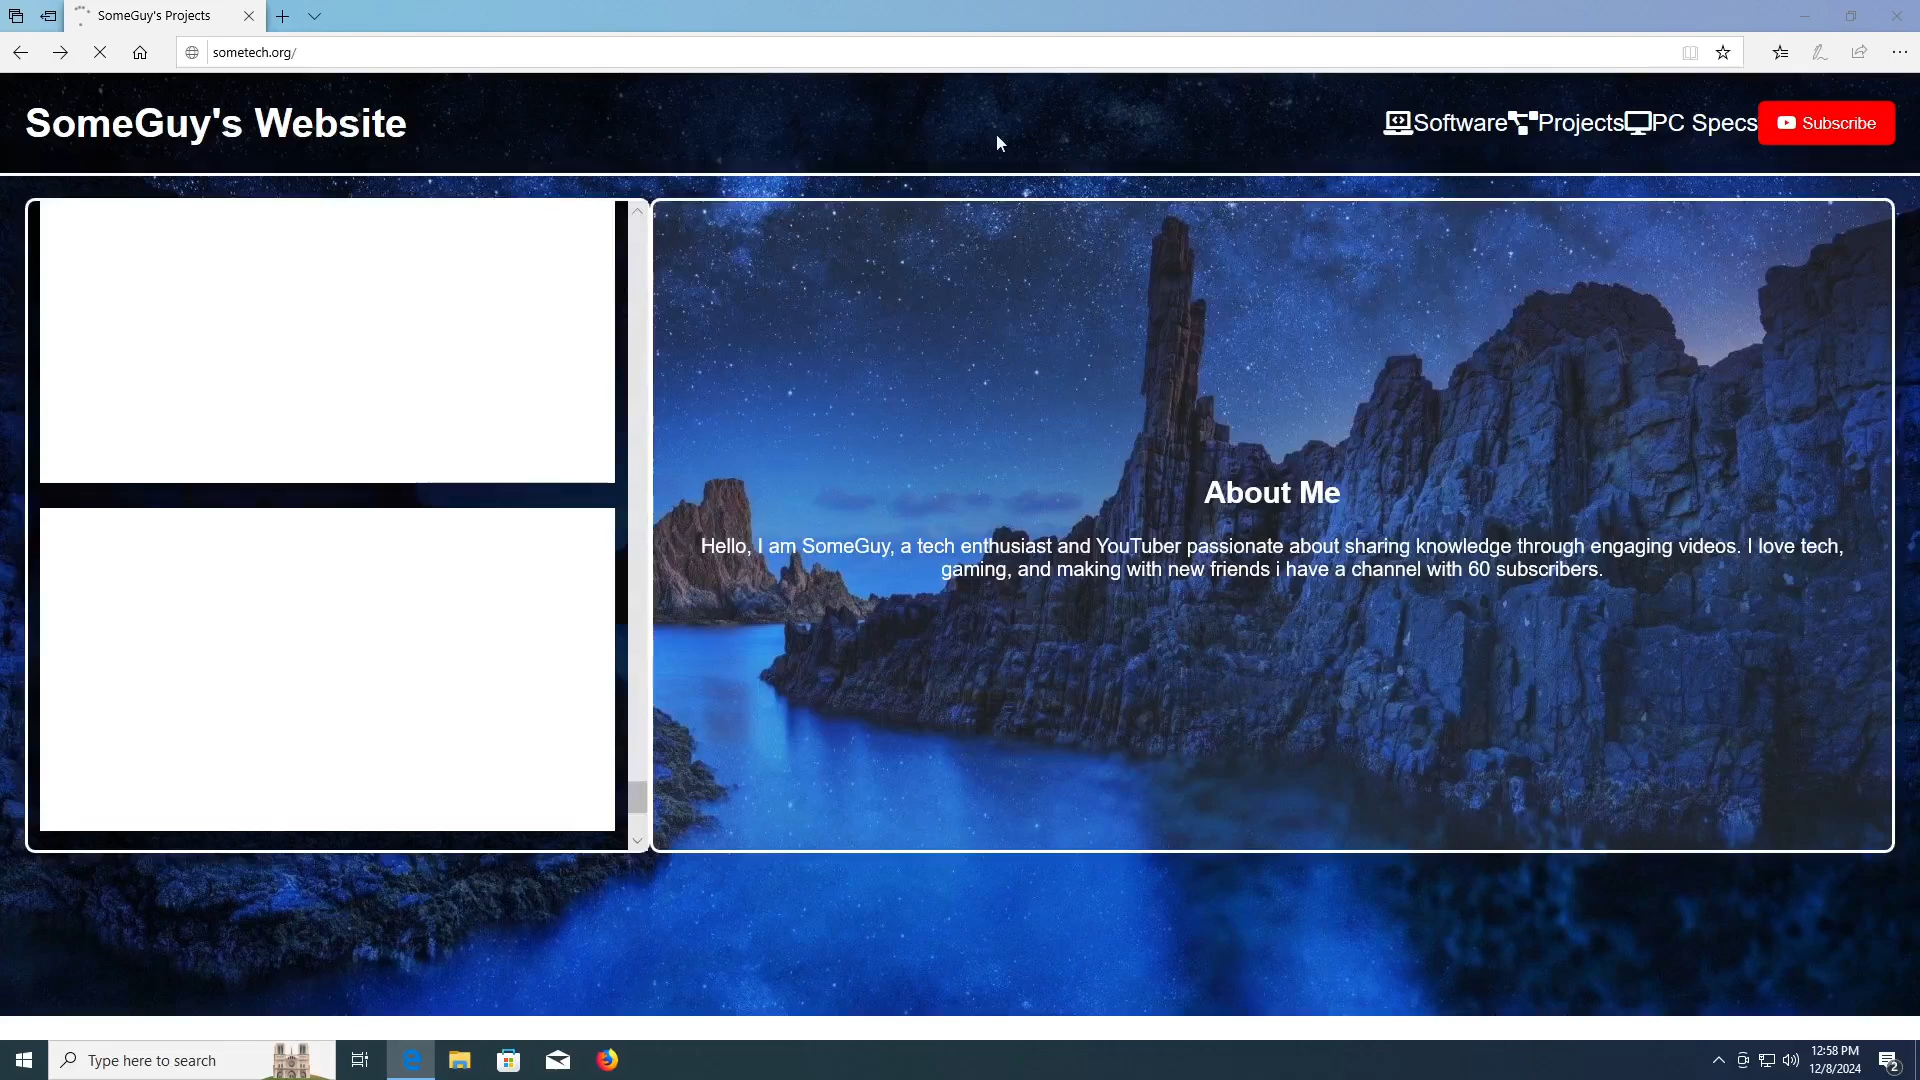 SomeGuy's Projects
sometech.org/
SomeGuy's Website
Software Projects PC Specs Subscribe
About Me
Hello, I am SomeGuy, a tech enthusiast and YouTuber passionate about sharing knowledge through engaging videos. I love tech,
gaming, and making with new friends i have a channel with 60 subscribers.
Type here to search
12:58 PM
12/8/2024
2